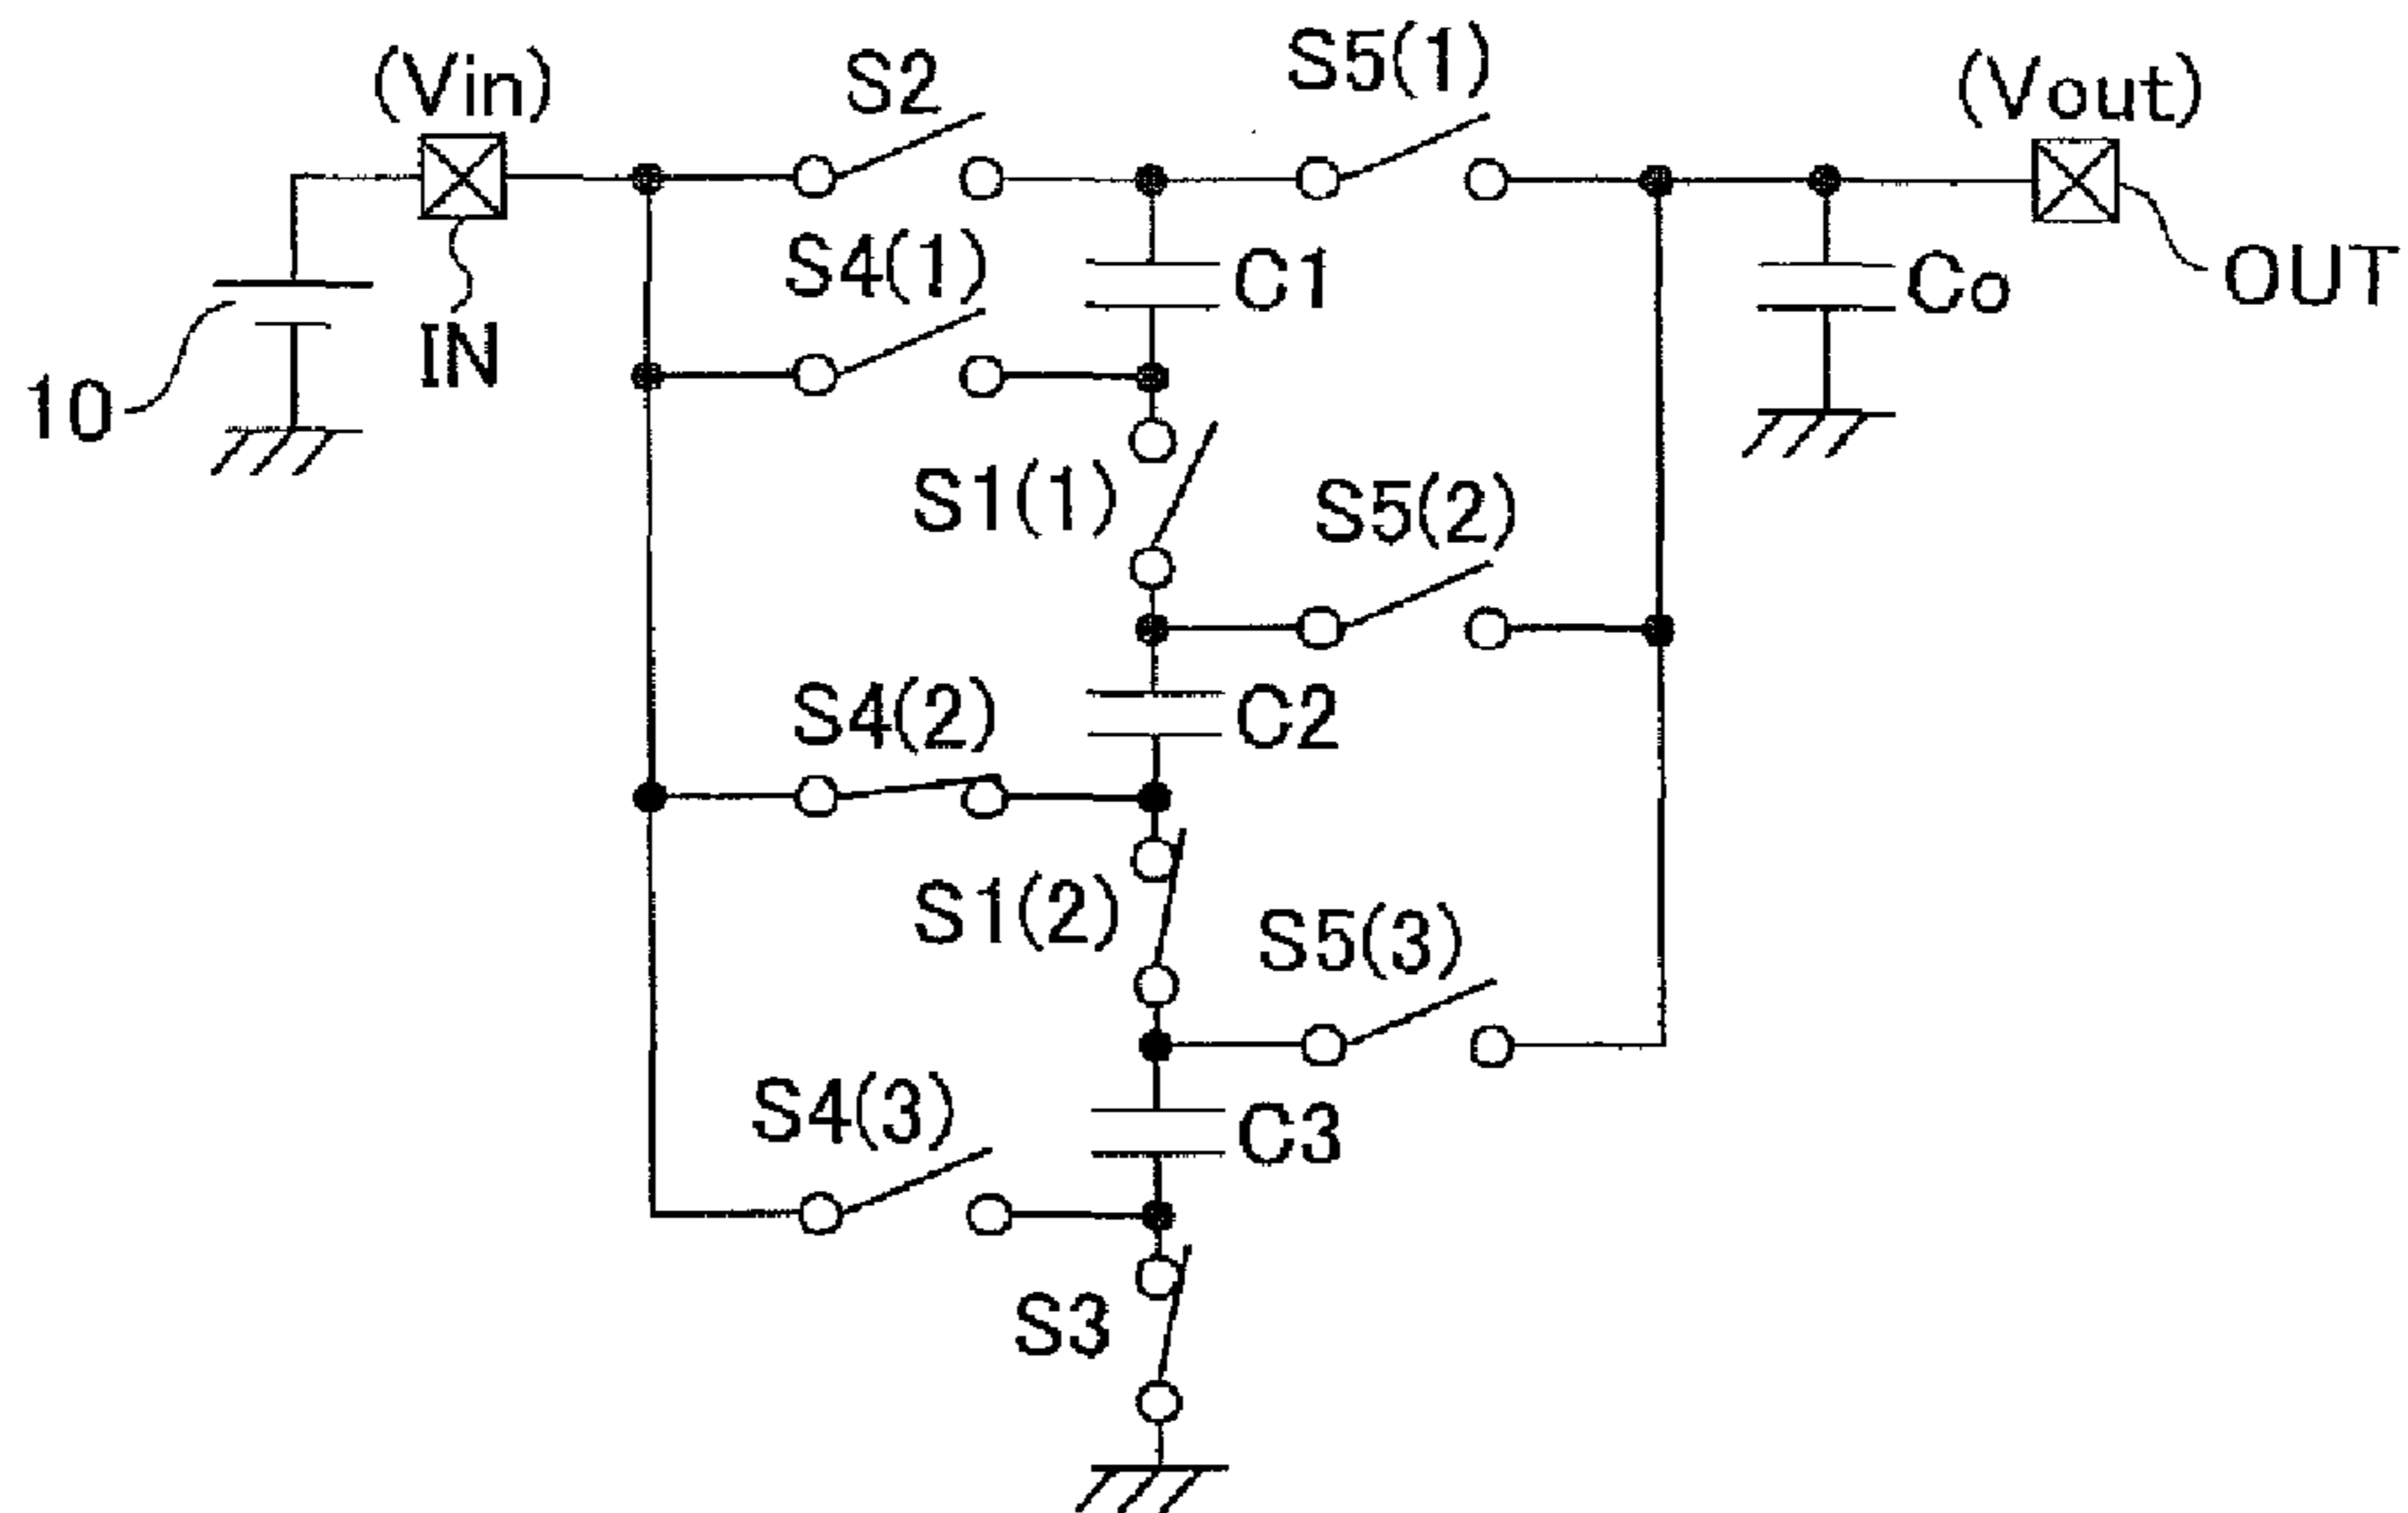 (Vin)
S2
S5(1)
(Vout)
S4(1)
C1
Co
OUT
IN
10
S1(1)
S5(2)
S4(2)
C2
S1(2)
S5(3)
S4(3)
C3
S3